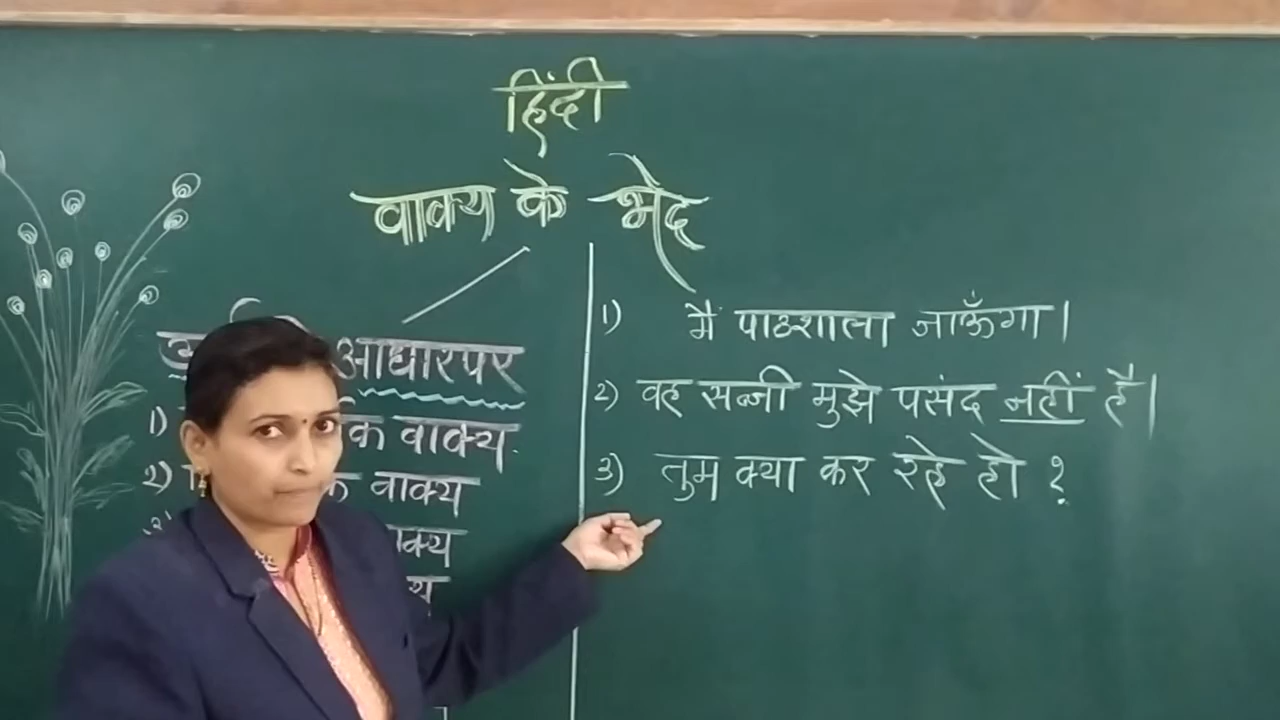 हिंदी
वाक्य के भेद
आधारपर
1) क वाक्य.
2) क वाक्य
वाक्य
1) मै पाठशाला जाऊँगा।
2) वह सब्जी मुझे पसंद नहीं है।
3) तुम क्या कर रहे हो ?